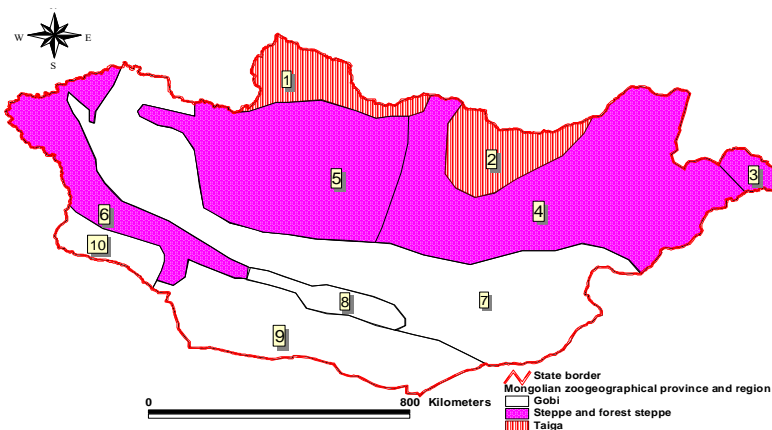 W E
S
1
2
3
5
4
6
10
8
7
9
State border
Mongolian zoogeographical province and region
Gobi
Steppe and forest steppe
Taiga
0 800 Kilometers